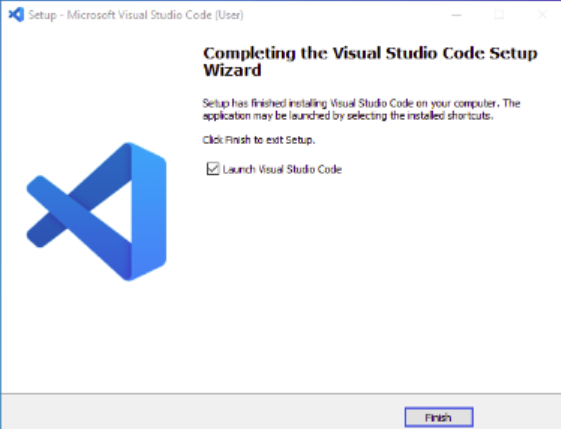 Setup - Microsoft Visual Studio Code (User)
Completing the Visual Studio Code Setup
Wizard
Setup has finished installing Visual Studio Code on your computer. The
application may be launched by selecting the installed shortcuts.
Click Finish to exit Setup.
Launch Visual Studio Code
Finish